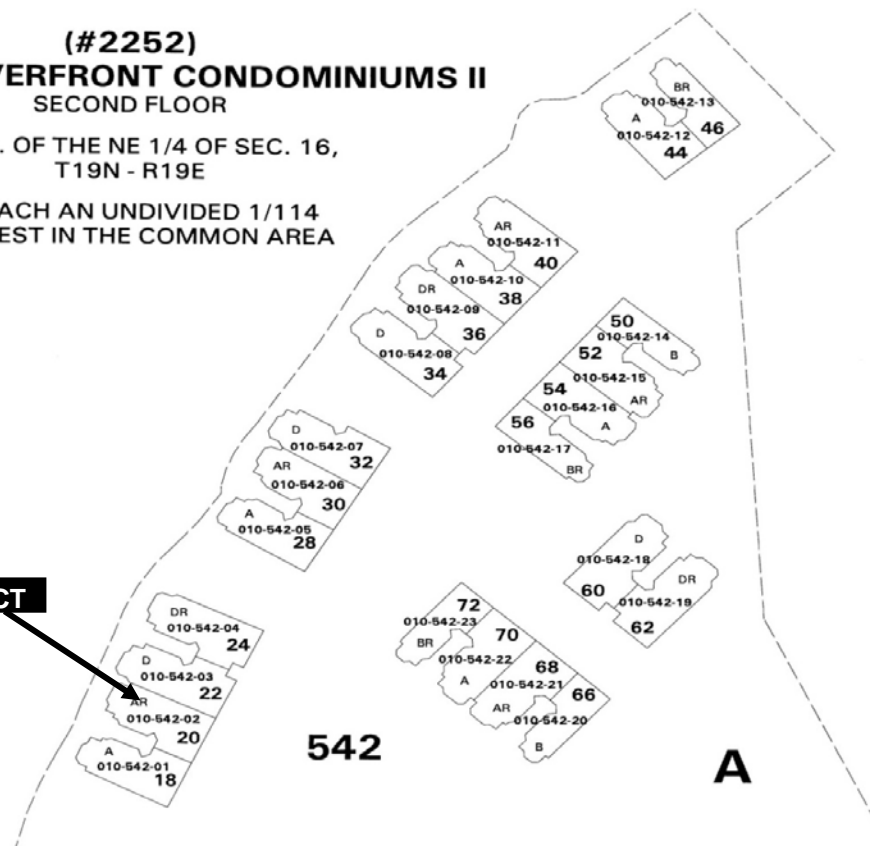 (#2252)
VERFRONT CONDOMINIUMS II
SECOND FLOOR
. OF THE NE 1/4 OF SEC. 16,
T19N - R19E
ACH AN UNDIVIDED 1/114
EST IN THE COMMON AREA
BR
010-542-13
46
A
010-542-12
44
AR
010-542-11
40
A
010-542-10
38
DR
010-542-09
36
D
010-542-08
34
50
010-542-14
B
52
010-542-15
AR
54
010-542-16
A
56
010-542-17
BR
D
010-542-07
32
AR
010-542-06
30
A
010-542-05
28
D
010-542-18
60
DR
010-542-19
62
CT
DR
010-542-04
24
D
010-542-03
22
AR
010-542-02
20
A
010-542-01
18
72
010-542-23
BR
70
010-542-22
A
68
010-542-21
AR
66
010-542-20
B
542
A